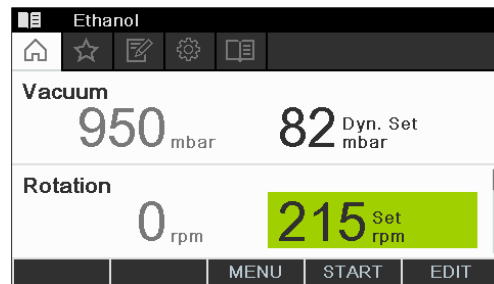 Ethanol
Vacuum
950 mbar 82 Dyn. Set mbar
Rotation
0 rpm 215 Set rpm
MENU START EDIT